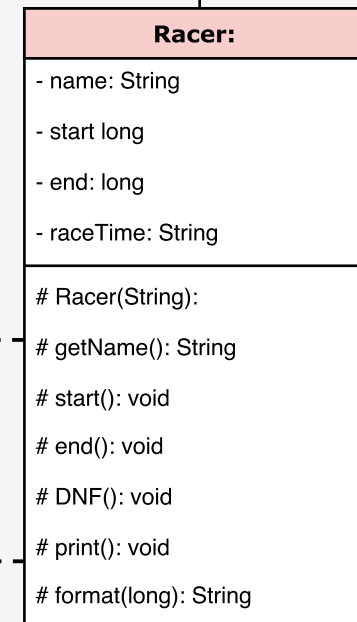 Racer:
- name: String
- start long
- end: long
- raceTime: String
# Racer(String):
# getName(): String
# start(): void
# end(): void
# DNF(): void
# print(): void
# format(long): String